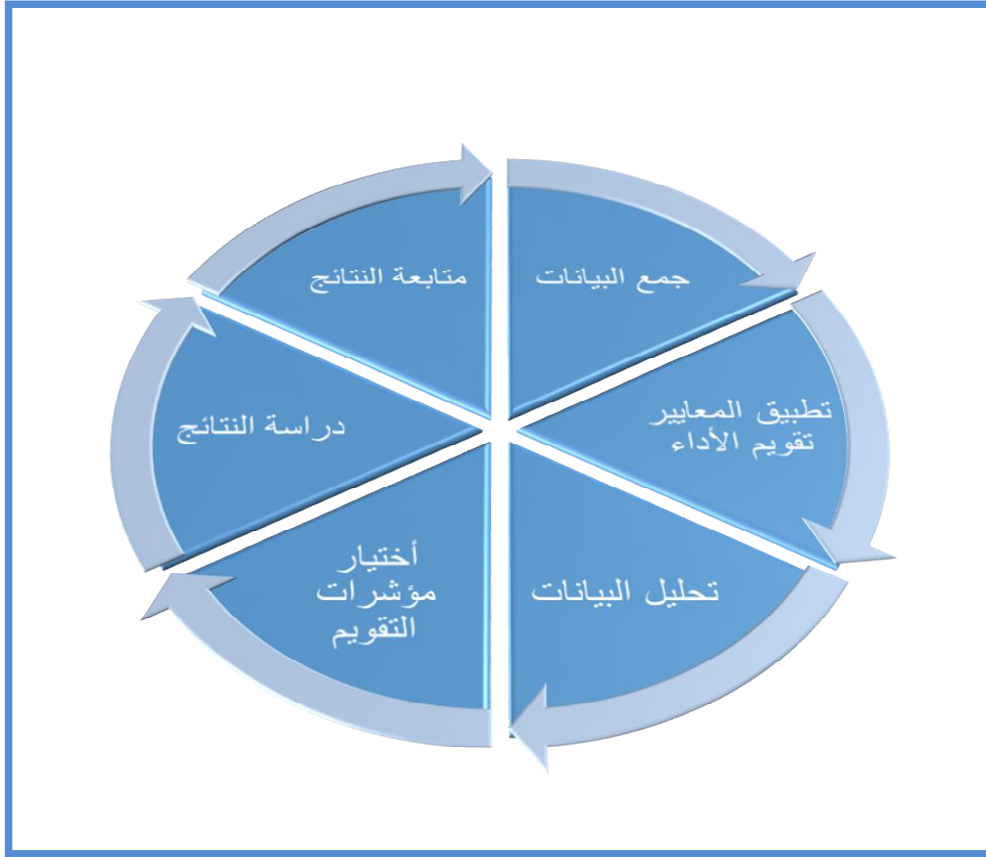 جمع البيانات
تطبيق المعايير
تقويم الأداء
تحليل البيانات
أختيار
مؤشرات
التقويم
دراسة النتائج
متابعة النتائج